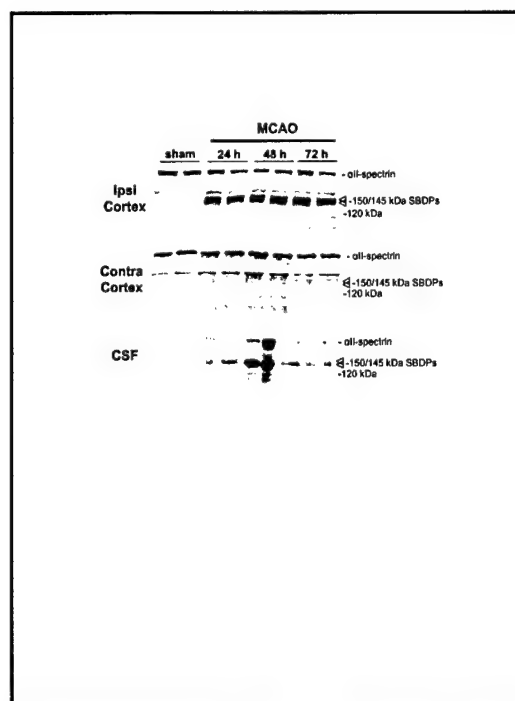 MCAO
sham 24 h 48 h 72 h
- αII-spectrin
Ipsi
Cortex
-150/145 kDa SBDPs
-120 kDa
- αII-spectrin
Contra
Cortex
-150/145 kDa SBDPs
-120 kDa
- αII-spectrin
CSF
-150/145 kDa SBDPs
-120 kDa